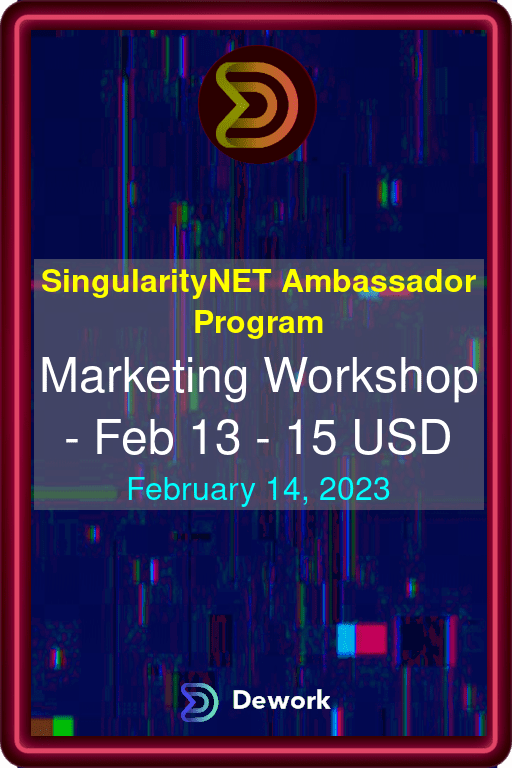 SingularityNET Ambassador
Program
Marketing Workshop
- Feb 13 - 15 USD
February 14, 2023
Dework